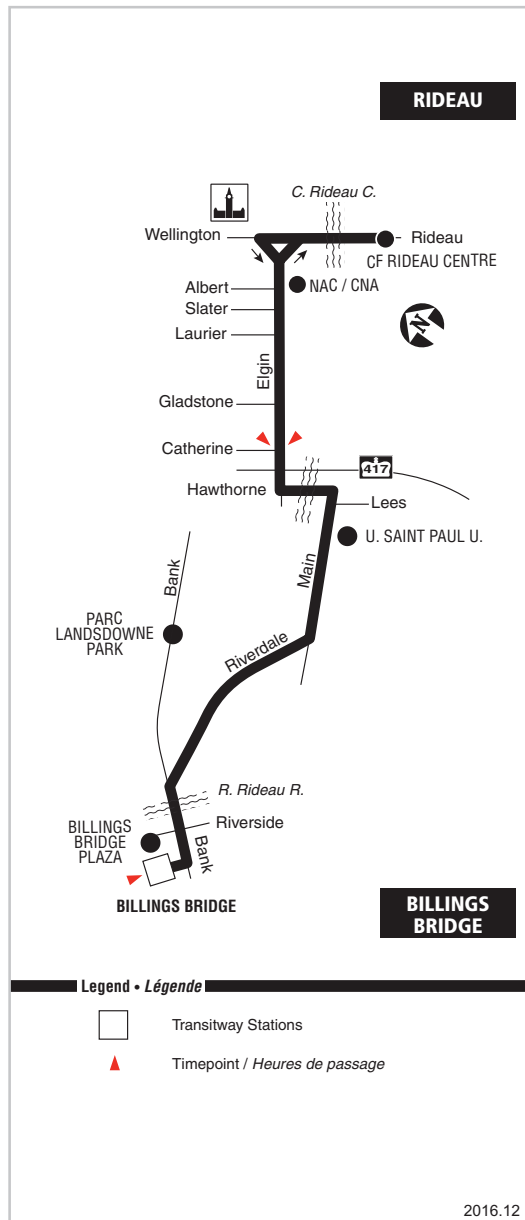 RIDEAU
C. Rideau C.
Wellington
Rideau
CF RIDEAU CENTRE
Albert
NAC / CNA
Slater
N
Laurier
Elgin
Gladstone
Catherine
417
Hawthorne
Lees
U. SAINT PAUL U.
Bank
Main
PARC
LANDSDOWNE
PARK
Riverdale
R. Rideau R.
BILLINGS
BRIDGE
PLAZA
Riverside
Bank
BILLINGS BRIDGE
BILLINGS
BRIDGE
Legend • Légende
Transitway Stations
Timepoint / Heures de passage
2016.12